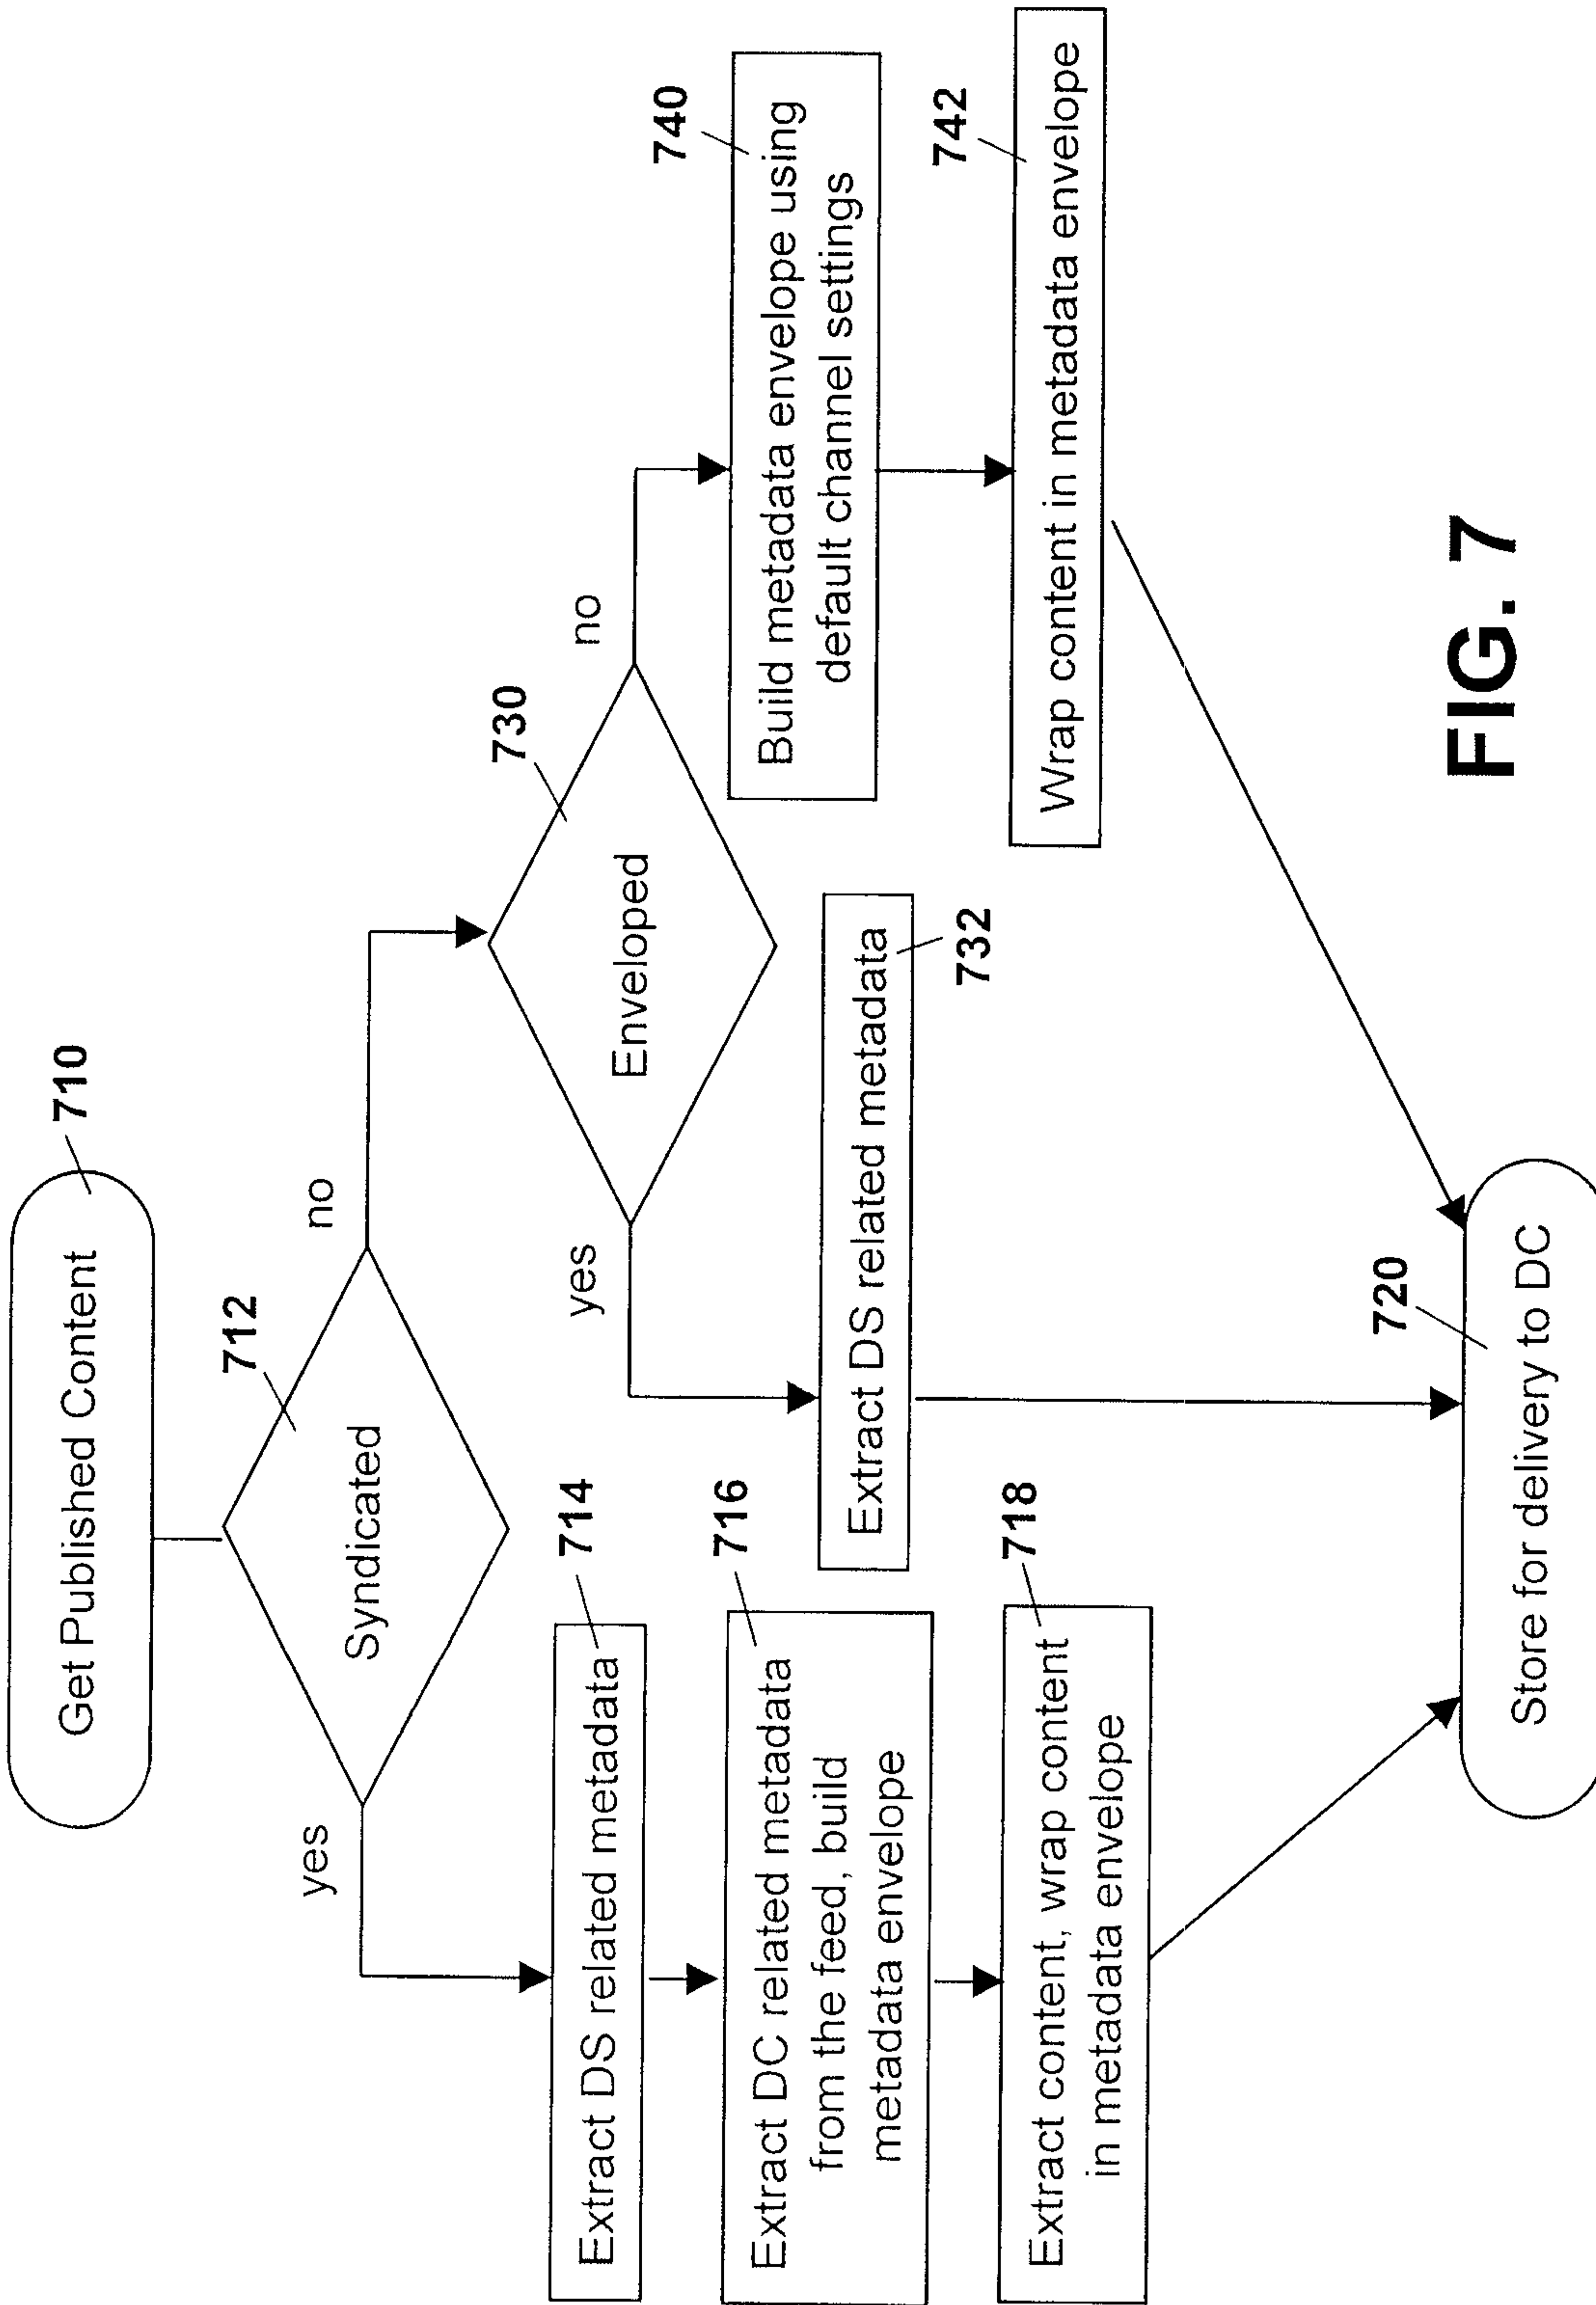 Get Published Content
710
712
Syndicated
yes
no
Extract DS related metadata
714
Extract DC related metadata
from the feed, build
metadata envelope
716
Extract content, wrap content
in metadata envelope
718
730
Enveloped
yes
no
Extract DS related metadata
732
740
Build metadata envelope using
default channel settings
742
Wrap content in metadata envelope
720
Store for delivery to DC
FIG. 7